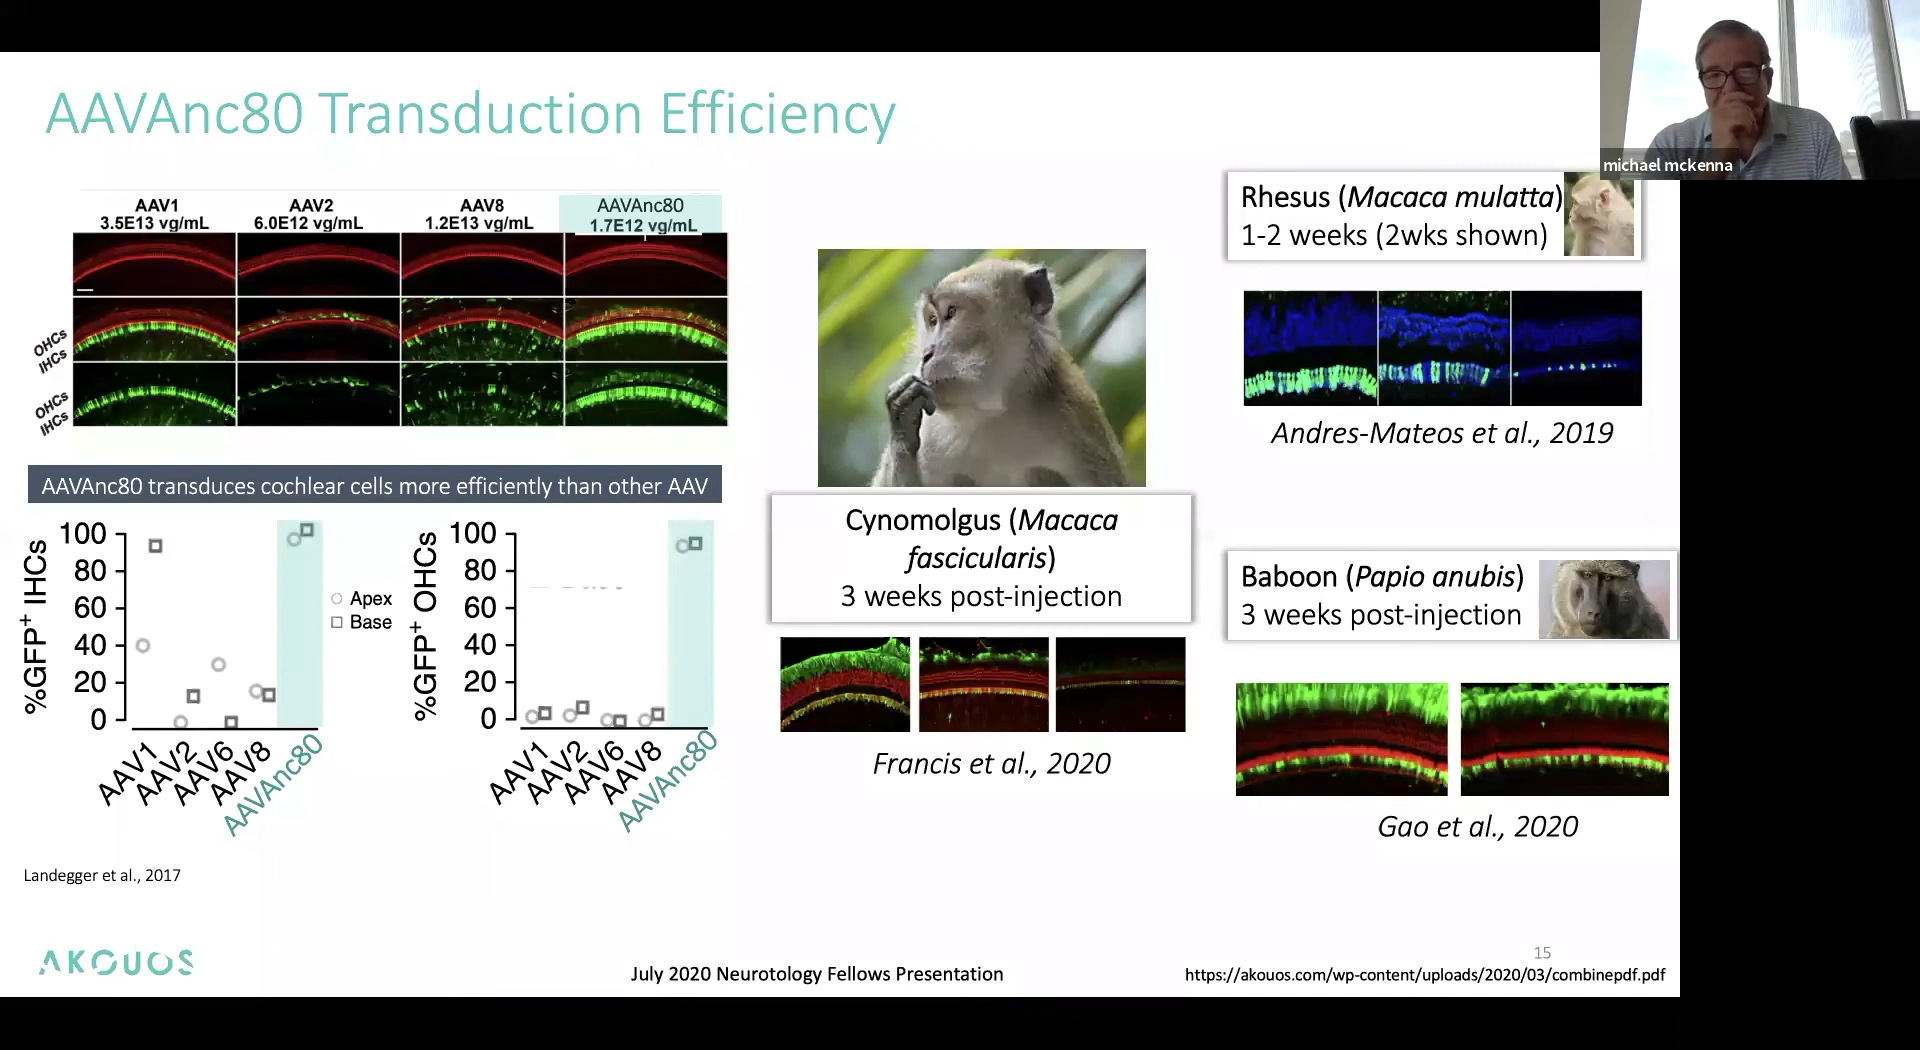 AAVAnc80 Transduction Efficiency
michael mckenna
AAV1
3.5E13 vg/mL
AAV2
6.0E12 vg/mL
AAV8
1.2E13 vg/mL
AAVAnc80
1.7E12 vg/mL
OHCs
IHCs
OHCs
IHCs
AAVAnc80 transduces cochlear cells more efficiently than other AAV
%GFP+ IHCs
100
80
60
40
20
0
AAV1
AAV2
AAV6
AAV8
AAVAnc80
Apex
Base
%GFP+ OHCs
100
80
60
40
20
0
AAV1
AAV2
AAV6
AAV8
AAVAnc80
Landegger et al., 2017
Cynomolgus (Macaca
fascicularis)
3 weeks post-injection
Francis et al., 2020
Rhesus (Macaca mulatta)
1-2 weeks (2wks shown)
Andres-Mateos et al., 2019
Baboon (Papio anubis)
3 weeks post-injection
Gao et al., 2020
AKOUOS
July 2020 Neurotology Fellows Presentation
15
https://akouos.com/wp-content/uploads/2020/03/combinepdf.pdf